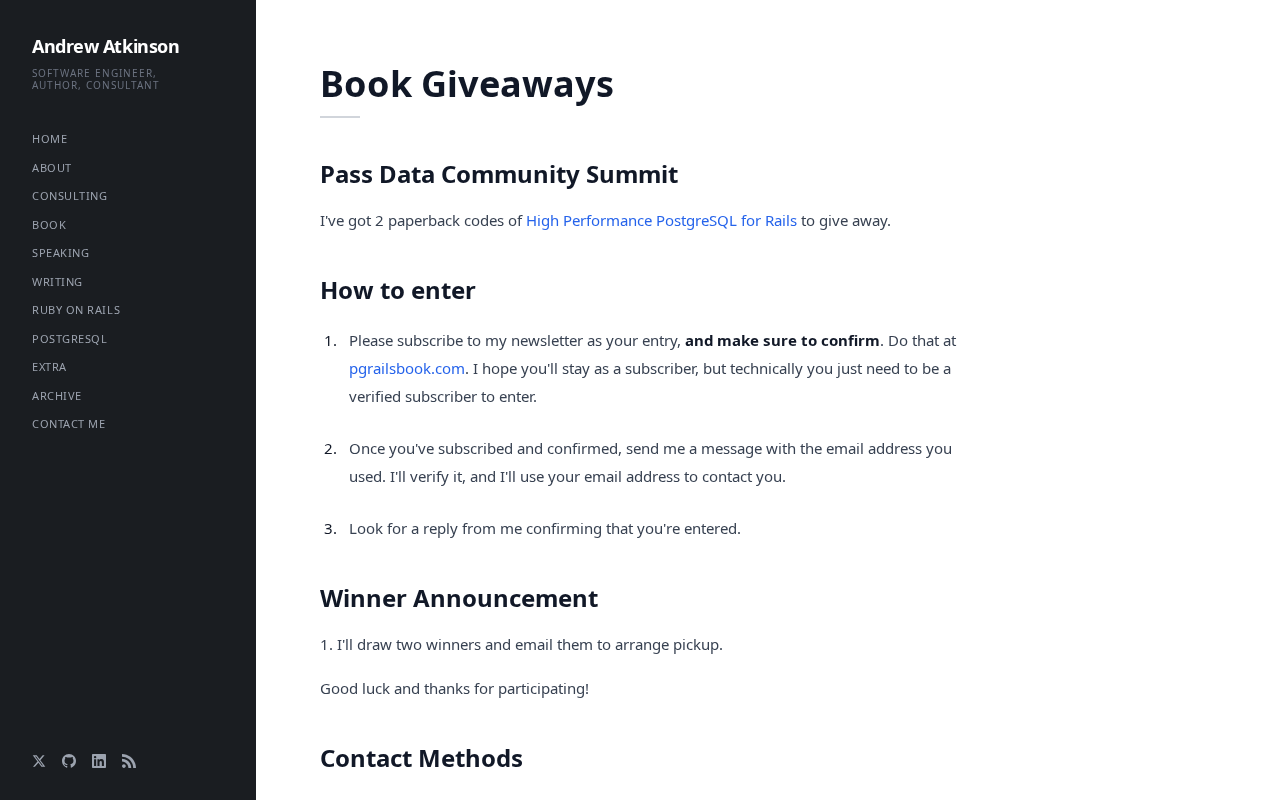 Andrew Atkinson
SOFTWARE ENGINEER,
AUTHOR, CONSULTANT
HOME
ABOUT
CONSULTING
BOOK
SPEAKING
WRITING
RUBY ON RAILS
POSTGRESQL
EXTRA
ARCHIVE
CONTACT ME
Book Giveaways
Pass Data Community Summit
I've got 2 paperback codes of High Performance PostgreSQL for Rails to give away.
How to enter
1. Please subscribe to my newsletter as your entry, and make sure to confirm. Do that at
pgrailsbook.com. I hope you'll stay as a subscriber, but technically you just need to be a
verified subscriber to enter.
2. Once you've subscribed and confirmed, send me a message with the email address you
used. I'll verify it, and I'll use your email address to contact you.
3. Look for a reply from me confirming that you're entered.
Winner Announcement
1. I'll draw two winners and email them to arrange pickup.
Good luck and thanks for participating!
Contact Methods